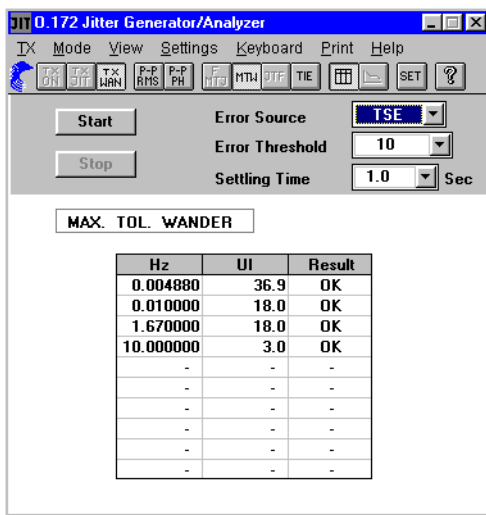 JIT O.172 Jitter Generator/Analyzer
TX Mode View Settings Keyboard Print Help
TX ON TX JIT TX WAN P-P RMS P-P PH F MTJ MTW JTF TIE SET ?
Start Error Source TSE
Error Threshold 10
Stop
Settling Time 1.0 Sec
MAX. TOL. WANDER
Hz UI Result
0.004880 36.9 OK
0.010000 18.0 OK
1.670000 18.0 OK
10.000000 3.0 OK
- - -
- - -
- - -
- - -
- - -
- - -